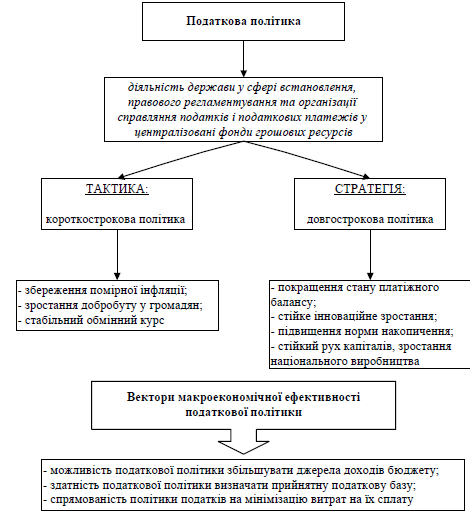 Податкова політика
діяльність держави у сфері встановлення,
правового регламентування та організації
справляння податків і податкових платежів у
централізовані фонди грошових ресурсів
ТАКТИКА:
короткострокова політика
СТРАТЕГІЯ:
довгострокова політика
- збереження помірної інфляції;
- зростання добробуту у громадян;
- стабільний обмінний курс
- покращення стану платіжного
балансу;
- стійке інноваційне зростання;
- підвищення норми накопичення;
- стійкий рух капіталів, зростання
національного виробництва
Вектори макроекономічної ефективності
податкової політики
- можливість податкової політики збільшувати джерела доходів бюджету;
- здатність податкової політики визначати прийнятну податкову базу;
- спрямованість політики податків на мінімізацію витрат на їх сплату